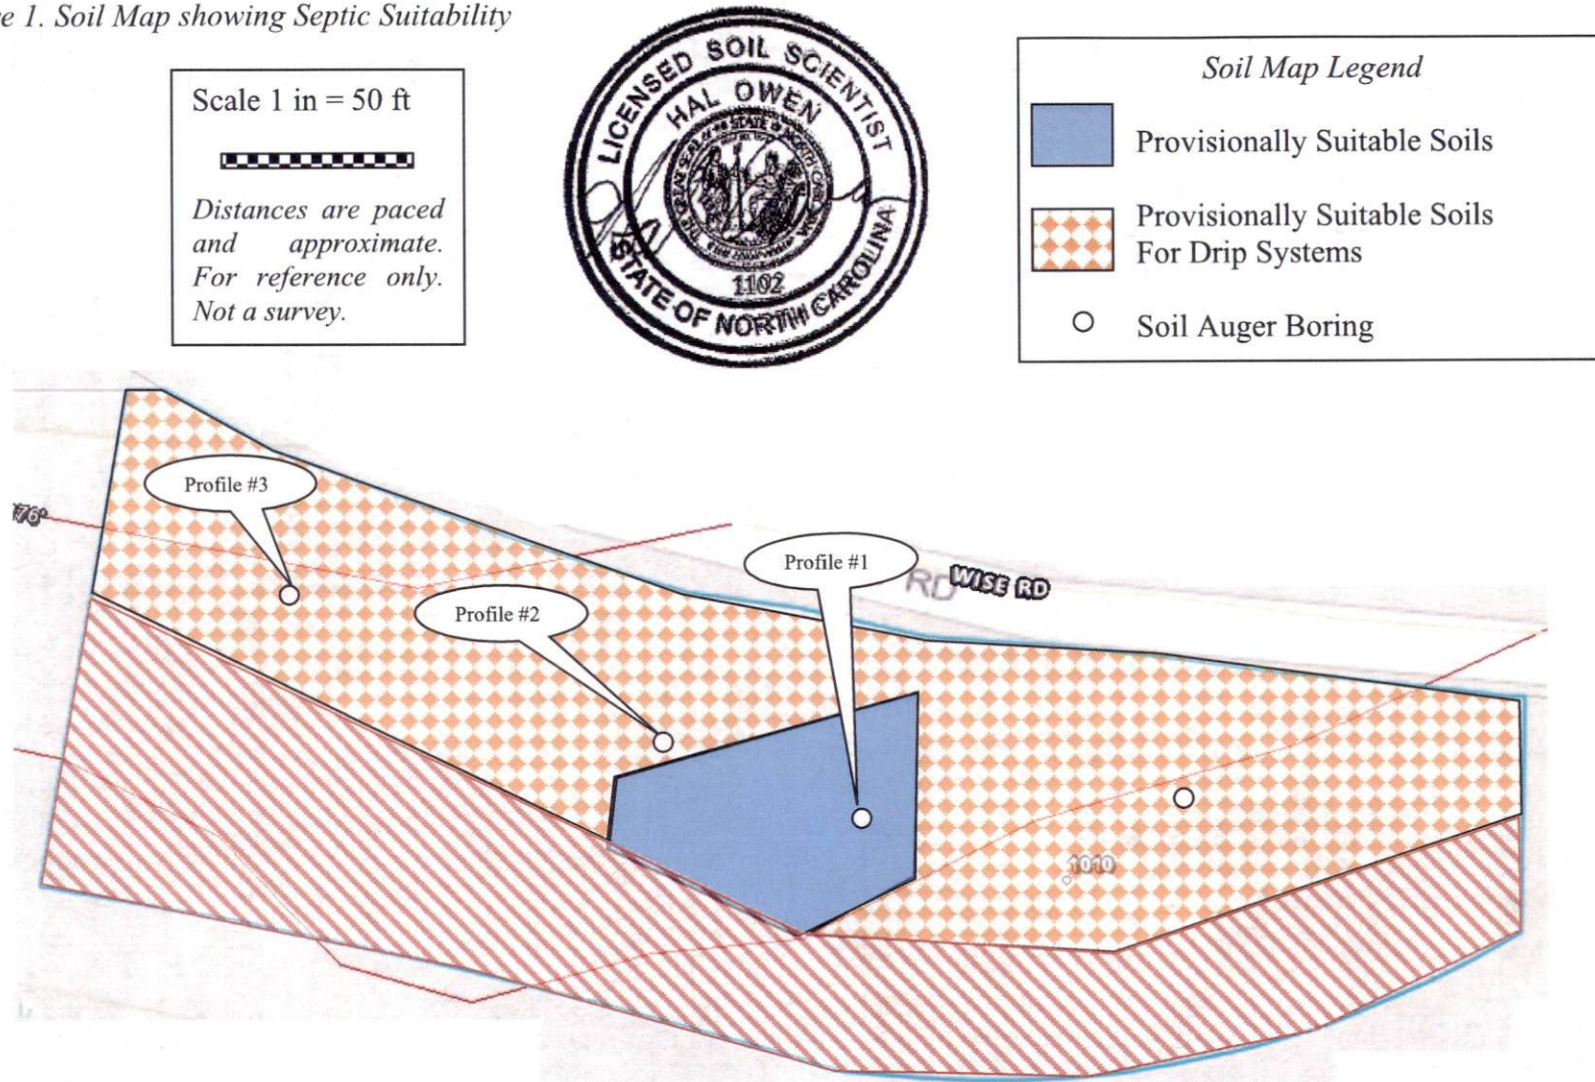 e 1. Soil Map showing Septic Suitability
Scale 1 in = 50 ft
Distances are paced
and approximate.
For reference only.
Not a survey.
LICENSED SOIL SCIENTIST
HAL OWEN
1102
STATE OF NORTH CAROLINA
Soil Map Legend
Provisionally Suitable Soils
Provisionally Suitable Soils
For Drip Systems
Soil Auger Boring
Profile #3
76°
Profile #2
Profile #1
RD
WISE RD
1010